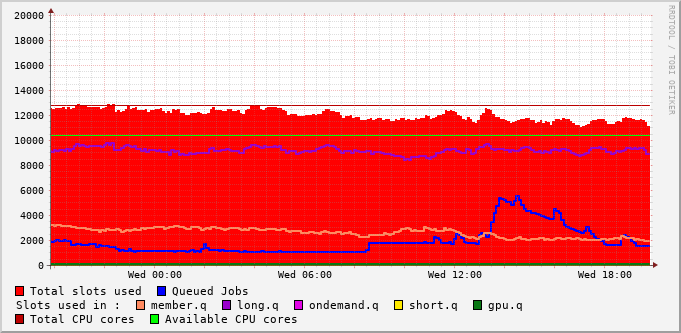 20000
18000
16000
14000
12000
10000
8000
6000
4000
2000
0
Wed 00:00 Wed 06:00 Wed 12:00 Wed 18:00
Total slots used Queued Jobs
Slots used in : member.q long.q ondemand.q short.q gpu.q
Total CPU cores Available CPU cores
RRDTOOL / TOBI OETIKER